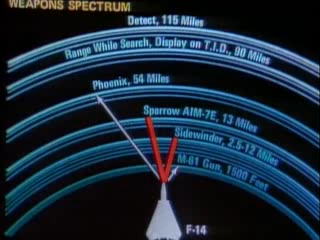 WEAPONS SPECTRUM
Detect, 115 Miles
Range While Search, Display on T.I.D., 90 Miles
Phoenix, 54 Miles
Sparrow AIM-7E, 13 Miles
Sidewinder, 2.5-12 Miles
M-61 Gun, 1500 Feet
F-14